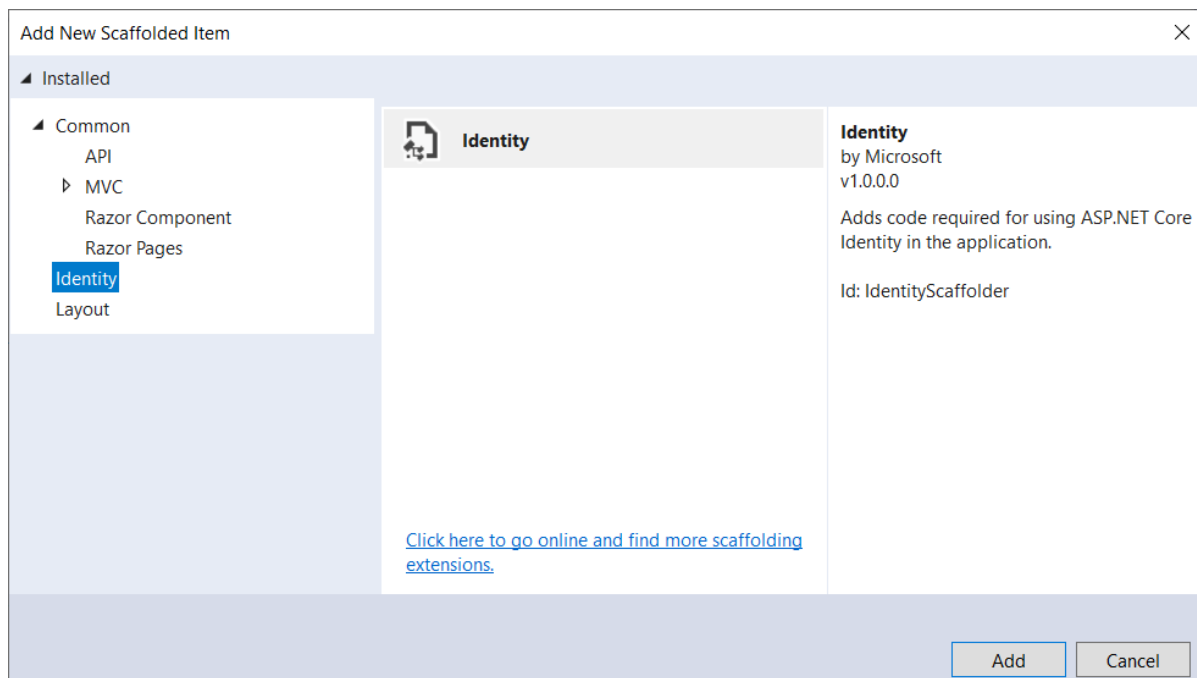 Add New Scaffolded Item
Installed
Common
API
MVC
Razor Component
Razor Pages
Identity
Layout
Identity
Click here to go online and find more scaffolding
extensions.
Identity
by Microsoft
v1.0.0.0
Adds code required for using ASP.NET Core
Identity in the application.
Id: IdentityScaffolder
Add
Cancel